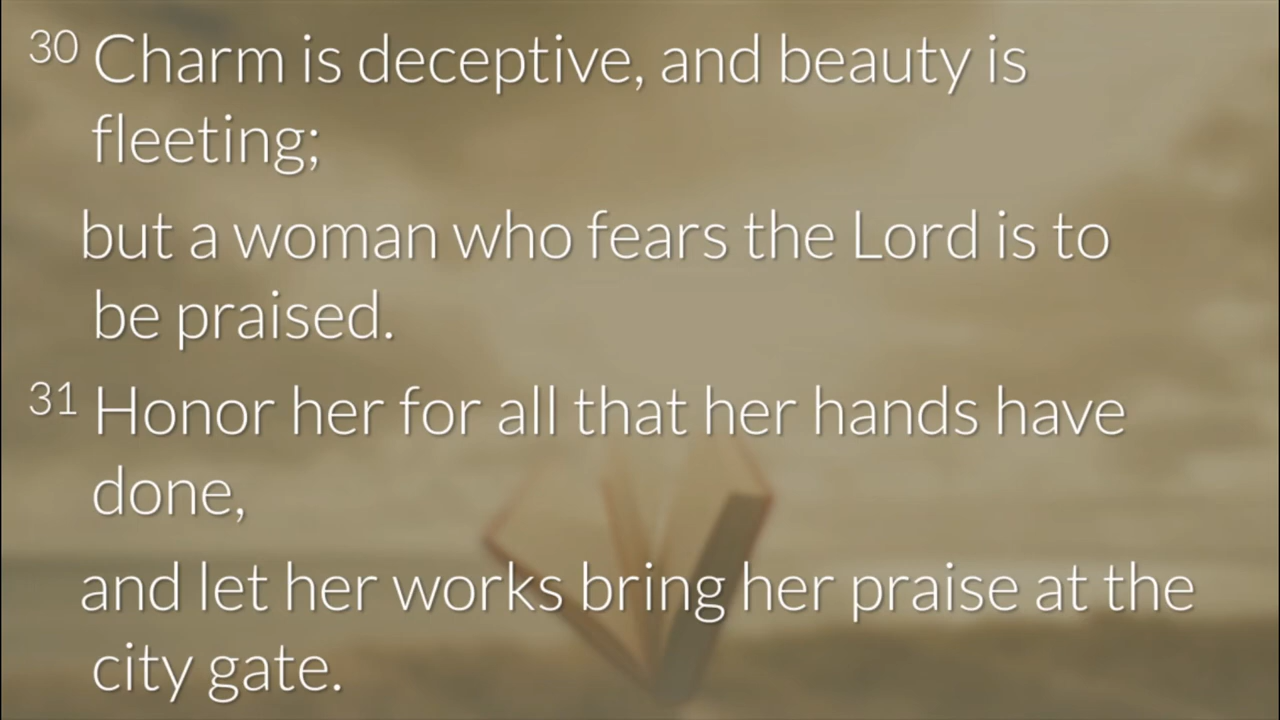 30 Charm is deceptive, and beauty is
fleeting;
but a woman who fears the Lord is to
be praised.
31 Honor her for all that her hands have
done,
and let her works bring her praise at the
city gate.